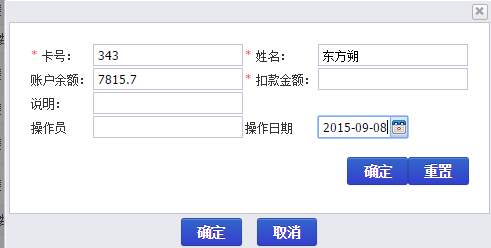 * 卡号： 343 * 姓名： 东方朔
账户余额： 7815.7 * 扣款金额：
说明：
操作员 操作日期 2015-09-08
确定 重置
确定 取消